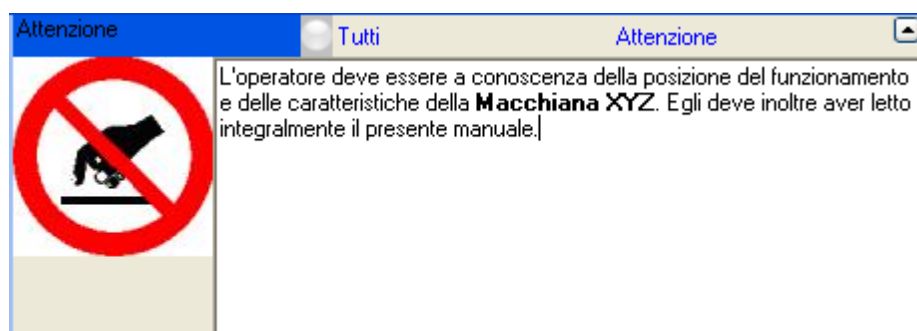 Attenzione Tutti Attenzione
L'operatore deve essere a conoscenza della posizione del funzionamento
e delle caratteristiche della Macchiana XYZ. Egli deve inoltre aver letto
integralmente il presente manuale.